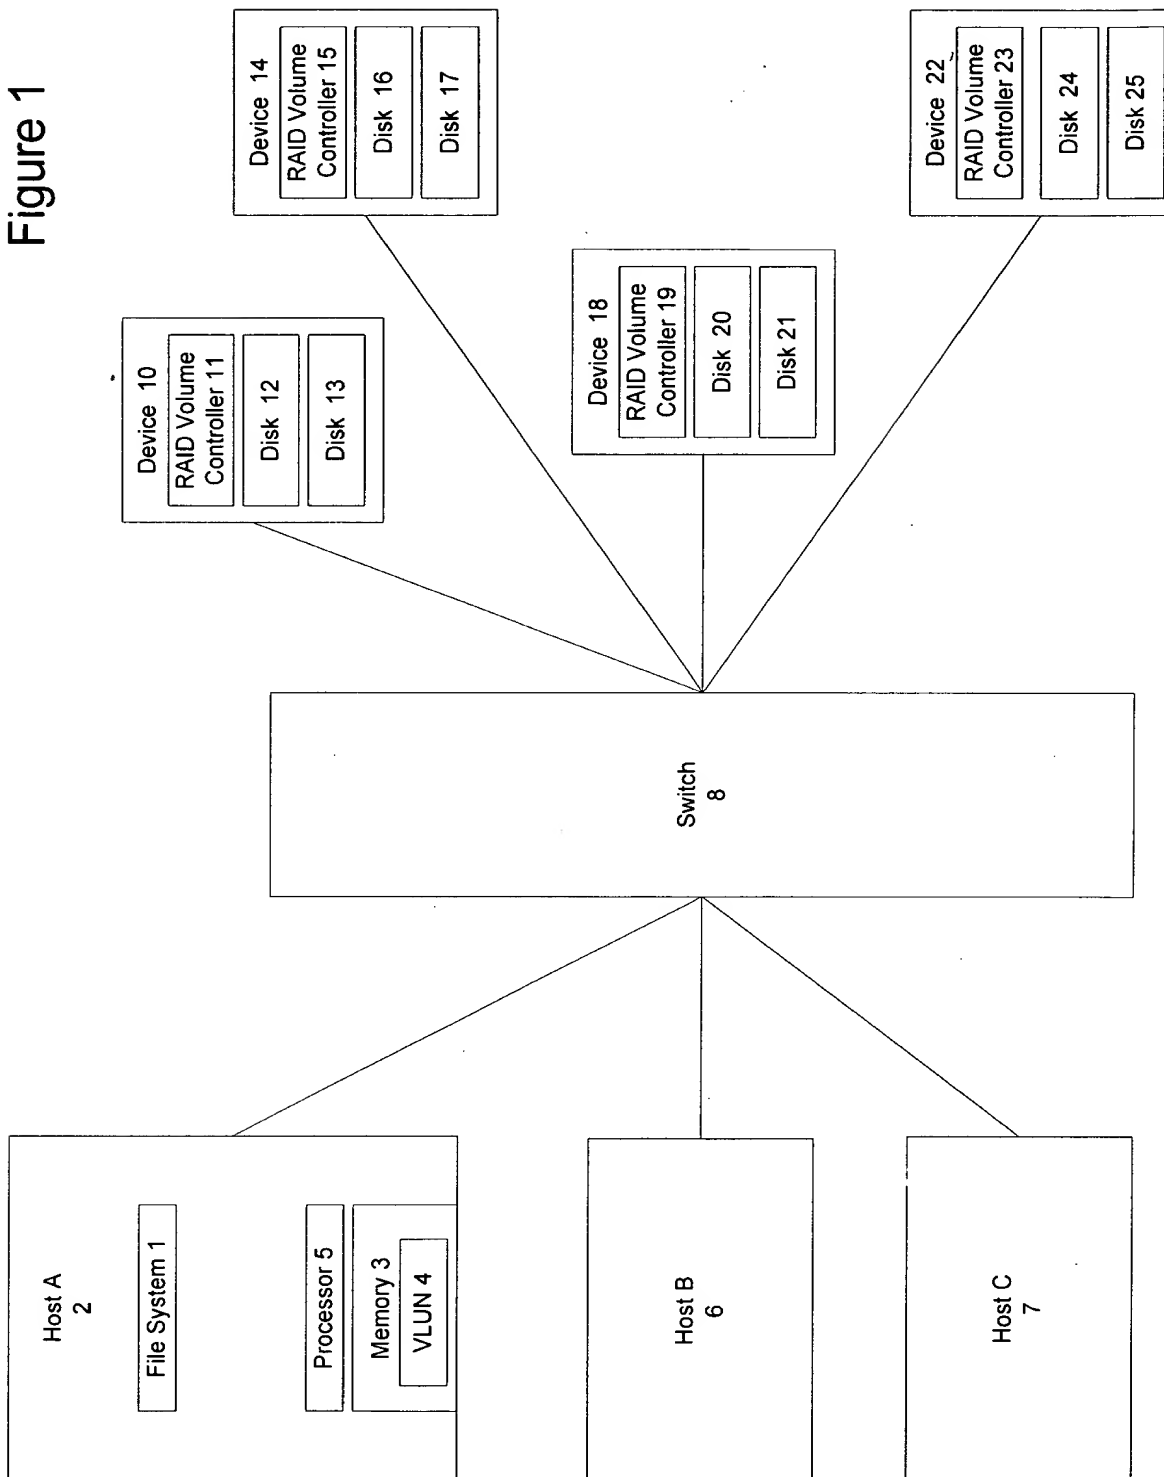 Figure 1
Host A
2
File System 1
Processor 5
Memory 3
VLUN 4
Host B
6
Host C
7
Switch
8
Device 10
RAID Volume
Controller 11
Disk 12
Disk 13
Device 14
RAID Volume
Controller 15
Disk 16
Disk 17
Device 18
RAID Volume
Controller 19
Disk 20
Disk 21
Device 22
RAID Volume
Controller 23
Disk 24
Disk 25